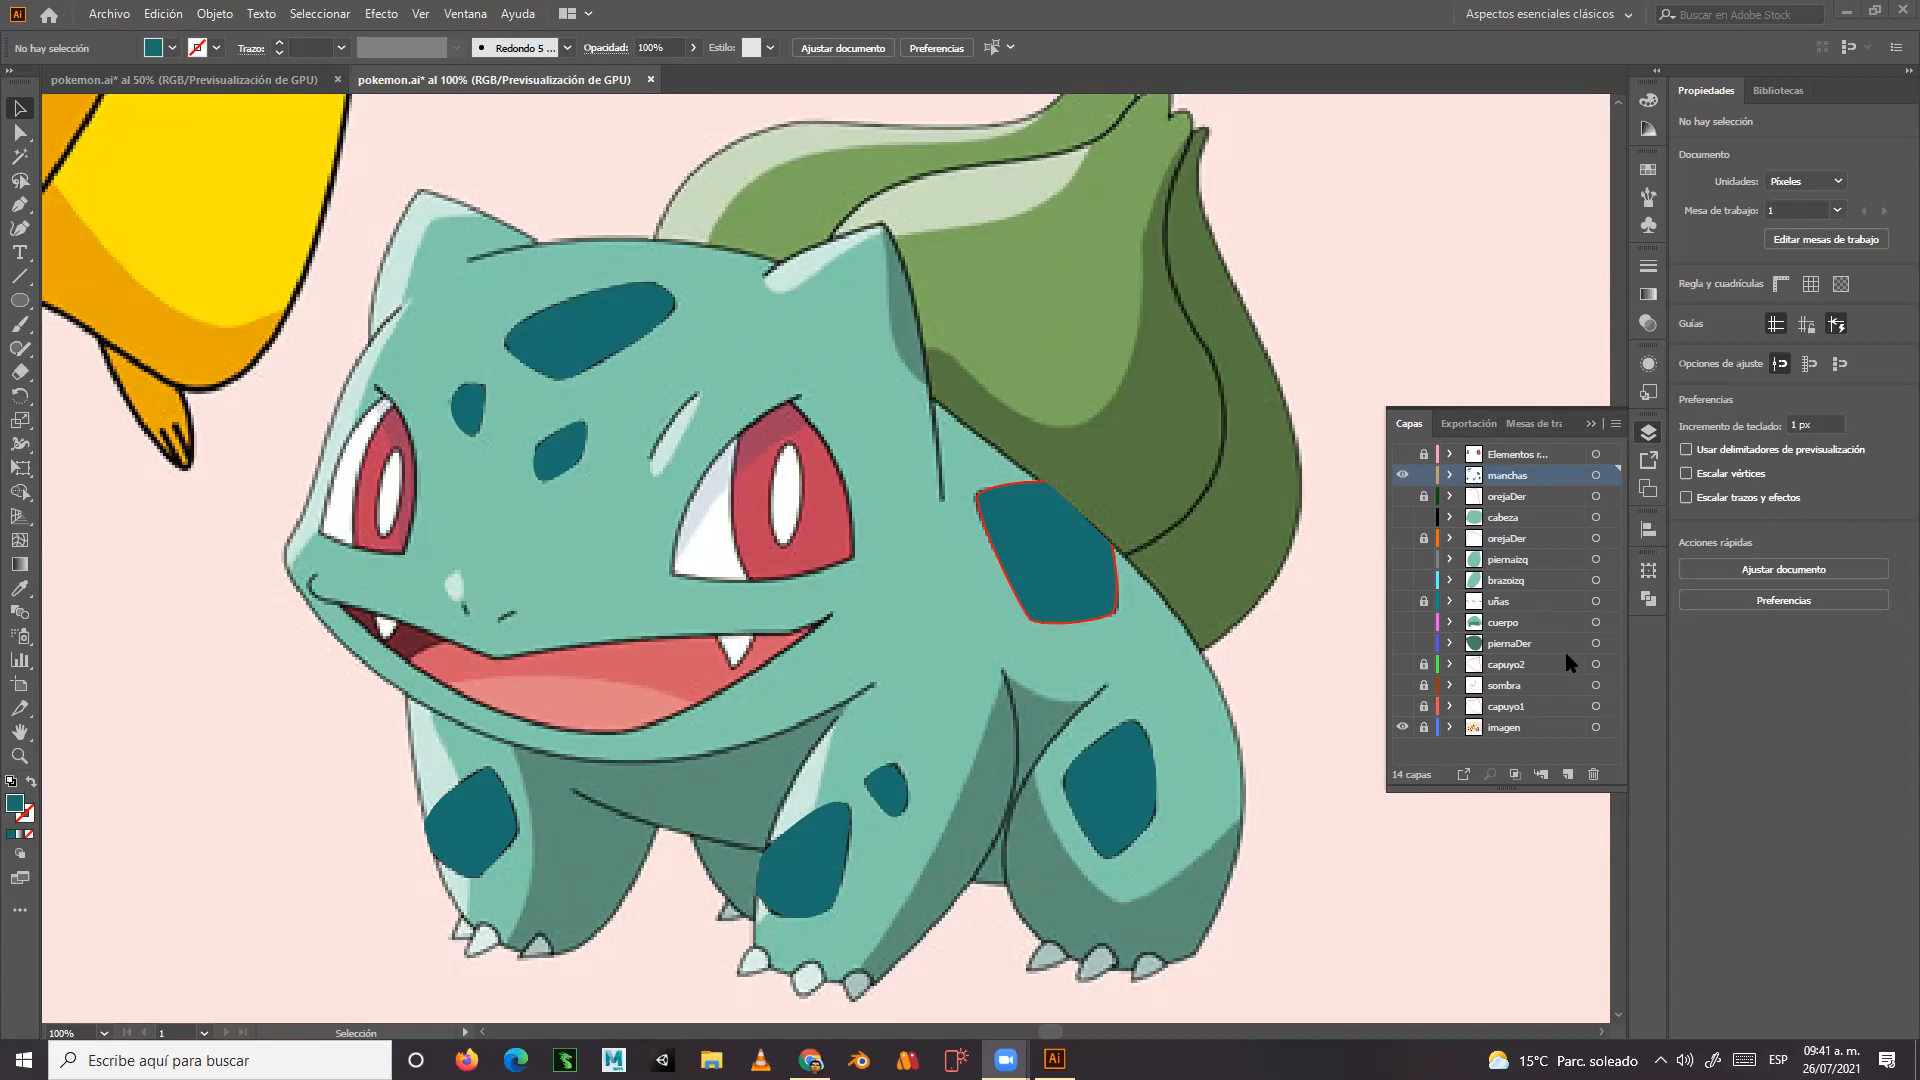 Ai
Archivo Edición Objeto Texto Seleccionar Efecto Ver Ventana Ayuda
Aspectos esenciales clásicos
Buscar en Adobe Stock
No hay selección
Trazo:
Redondo 5 ...
Opacidad: 100%
Estilo:
Ajustar documento
Preferencias
pokemon.ai* al 50% (RGB/Previsualización de GPU) ×
pokemon.ai* al 100% (RGB/Previsualización de GPU) ×
Propiedades Bibliotecas
No hay selección
Documento
Unidades: Píxeles
Mesa de trabajo: 1
Editar mesas de trabajo
Regla y cuadrículas
Guías
Opciones de ajuste
Preferencias
Incremento de teclado: 1 px
Usar delimitadores de previsualización
Escalar vértices
Escalar trazos y efectos
Acciones rápidas
Ajustar documento
Preferencias
Capas Exportación Mesas de tra
Elementos r...
manchas
orejaDer
cabeza
orejaDer
piernaizq
brazoizq
uñas
cuerpo
piernaDer
capuyo2
sombra
capuyo1
imagen
14 capas
100% 1 Selección
Escribe aquí para buscar
Ai
15°C Parc. soleado
ESP
09:41 a. m.
26/07/2021